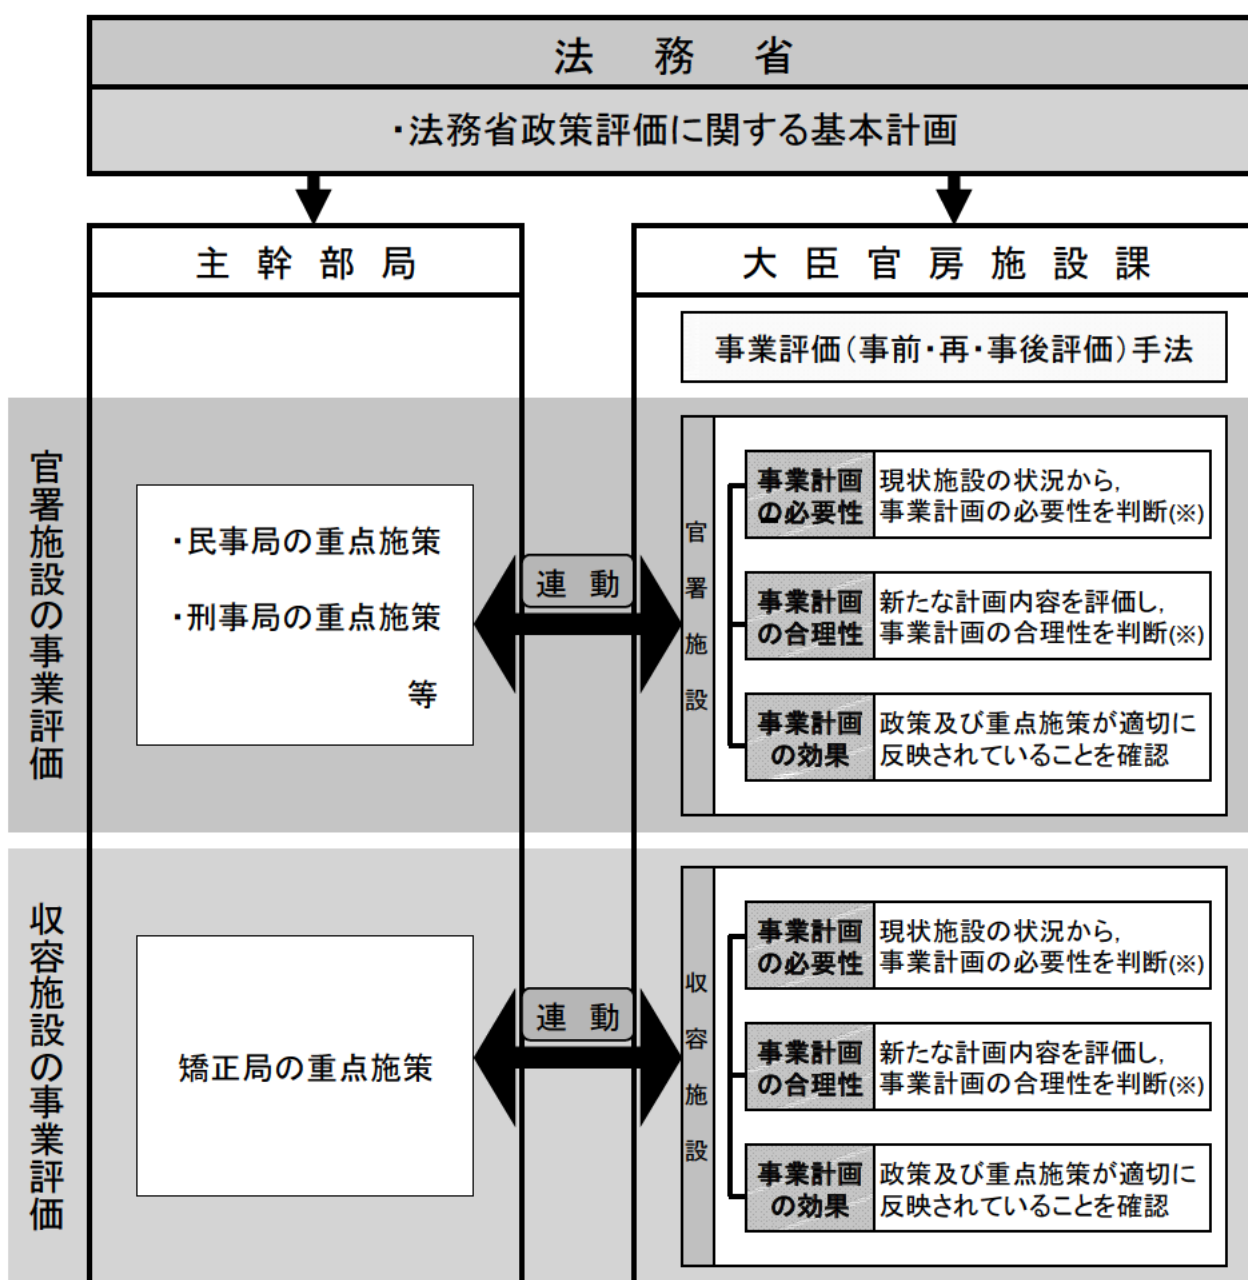 法務省
・法務省政策評価に関する基本計画
主幹部局
大臣官房施設課
事業評価(事前・再・事後評価)手法
官署施設の事業評価
・民事局の重点施策
・刑事局の重点施策
等
連動
官署施設
事業計画
の必要性
現状施設の状況から,
事業計画の必要性を判断(※)
事業計画
の合理性
新たな計画内容を評価し,
事業計画の合理性を判断(※)
事業計画
の効果
政策及び重点施策が適切に
反映されていることを確認
収容施設の事業評価
矯正局の重点施策
連動
収容施設
事業計画
の必要性
現状施設の状況から,
事業計画の必要性を判断(※)
事業計画
の合理性
新たな計画内容を評価し,
事業計画の合理性を判断(※)
事業計画
の効果
政策及び重点施策が適切に
反映されていることを確認